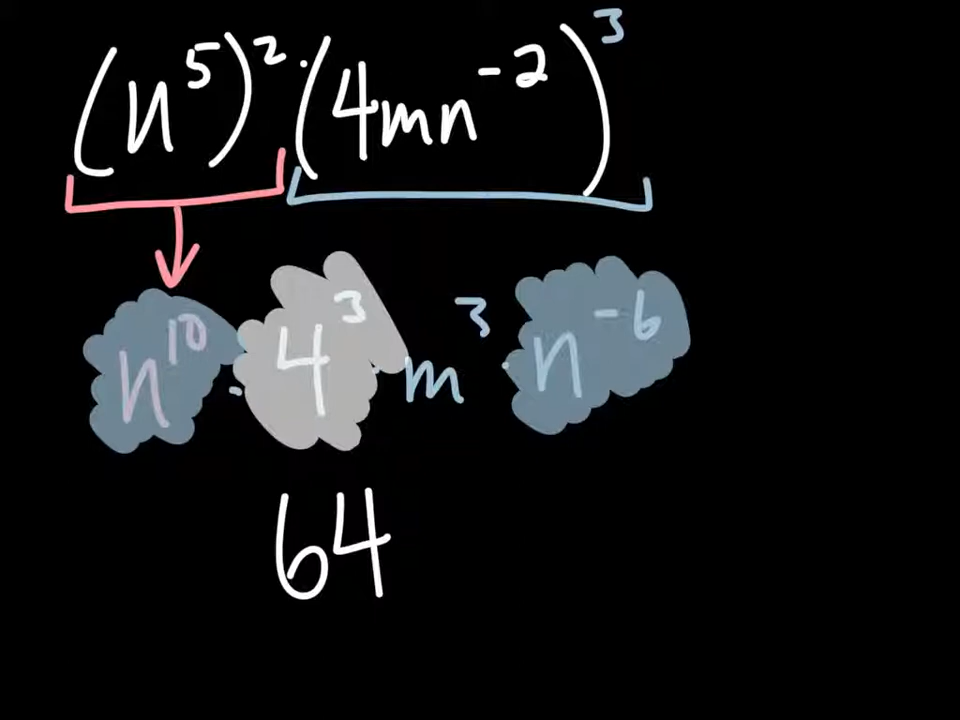 (n⁵)² · (4mn⁻²)³
n¹⁰ · 4³ · m³ · n⁻⁶
64